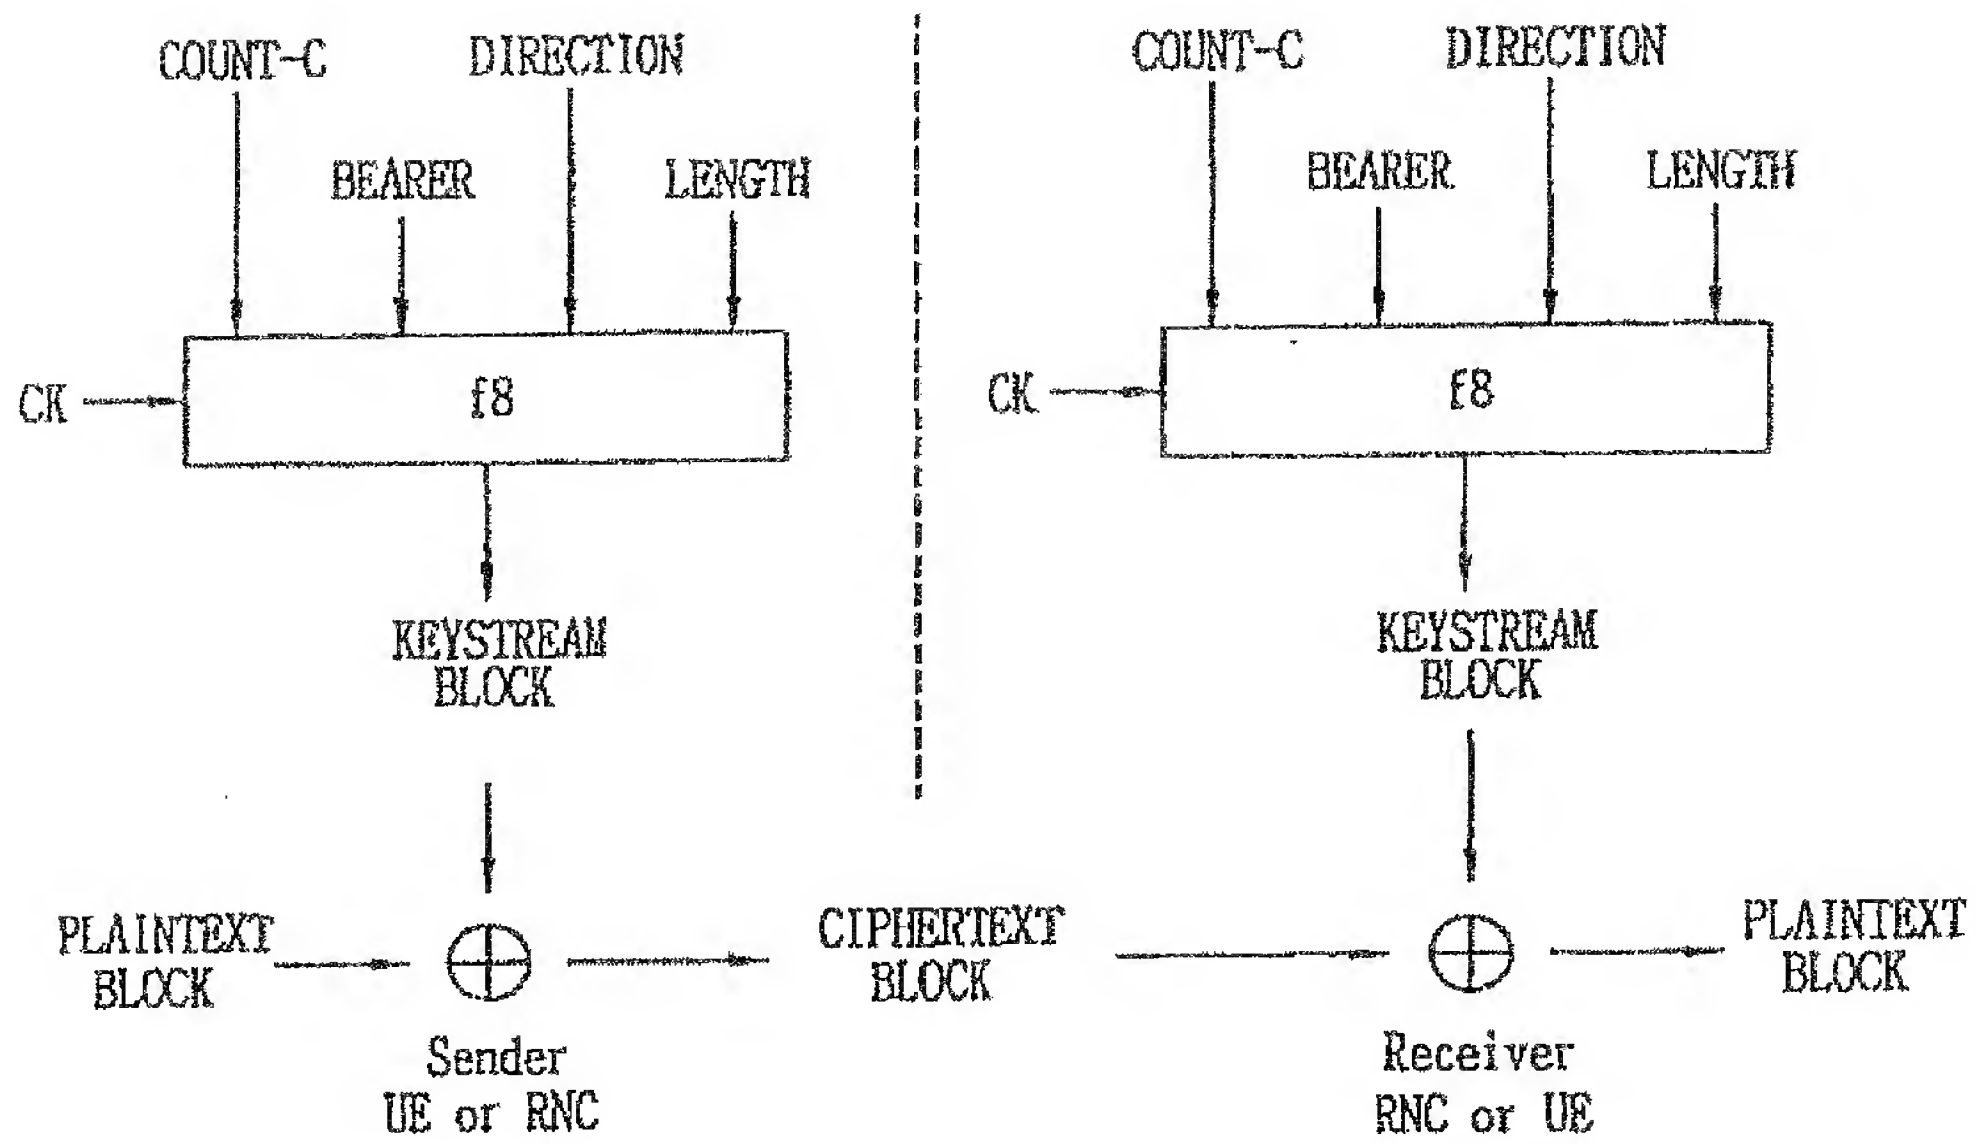 COUNT-C
DIRECTION
BEARER
LENGTH
CK
f8
KEYSTREAM
BLOCK
PLAINTEXT
BLOCK
CIPHERTEXT
BLOCK
Sender
UE or RNC
COUNT-C
DIRECTION
BEARER
LENGTH
CK
f8
KEYSTREAM
BLOCK
PLAINTEXT
BLOCK
Receiver
RNC or UE